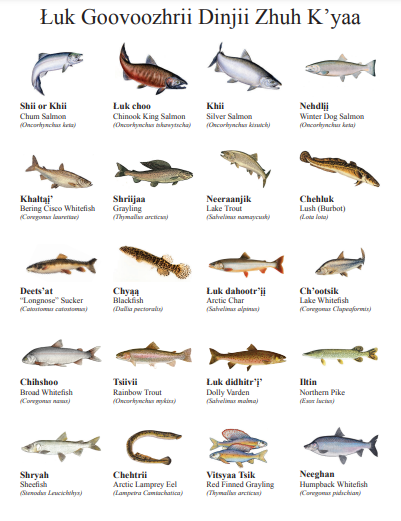 Łuk Goovoozhrii Dinjii Zhuh K’yaa
Shii or Khii
Chum Salmon
(Oncorhynchus keta)
Łuk choo
Chinook King Salmon
(Oncorhynchus tshawytscha)
Khii
Silver Salmon
(Oncorhynchus kisutch)
Nehdlįį
Winter Dog Salmon
(Oncorhynchus keta)
Khałtąį’
Bering Cisco Whitefish
(Coregonus lauretiae)
Shriijaa
Grayling
(Thymallus arcticus)
Neeraanjik
Lake Trout
(Salvelinus namaycush)
Chehłuk
Lush (Burbot)
(Lota lota)
Deets’at
“Longnose” Sucker
(Catostomus catostomus)
Chyąą
Blackfish
(Dallia pectoralis)
Łuk dahootr’įį
Arctic Char
(Salvelinus alpinus)
Ch’ootsik
Lake Whitefish
(Coregonus Clupeaformis)
Chihshoo
Broad Whitefish
(Coregonus nasus)
Tsiivii
Rainbow Trout
(Oncorhynchus mykiss)
Łuk didhitr’į’
Dolly Varden
(Salvelinus malma)
Iltin
Northern Pike
(Esox lucius)
Shryah
Sheefish
(Stenodus Leucichthys)
Chehtrii
Arctic Lamprey Eel
(Lampetra Camtschatica)
Vitsyaa Tsik
Red Finned Grayling
(Thymallus arcticus)
Neeghan
Humpback Whitefish
(Coregonus pidschian)